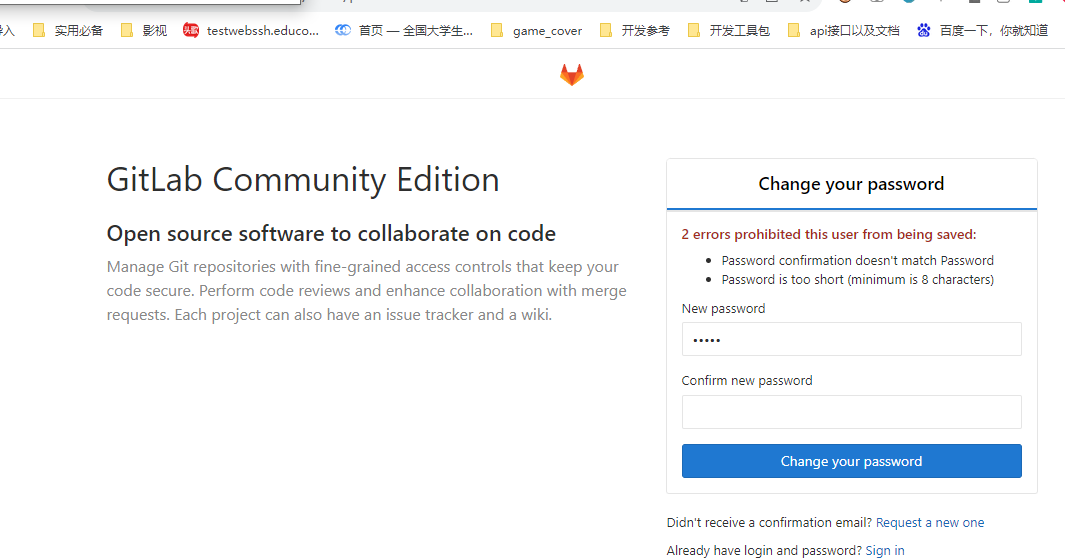 导入 实用必备 影视 头歌 testwebssh.educo... 首页 — 全国大学生... game_cover 开发参考 开发工具包 api接口以及文档 百度一下，你就知道
GitLab Community Edition
Open source software to collaborate on code
Manage Git repositories with fine-grained access controls that keep your
code secure. Perform code reviews and enhance collaboration with merge
requests. Each project can also have an issue tracker and a wiki.
Change your password
2 errors prohibited this user from being saved:
Password confirmation doesn't match Password
Password is too short (minimum is 8 characters)
New password
•••••
Confirm new password
Change your password
Didn't receive a confirmation email? Request a new one
Already have login and password? Sign in